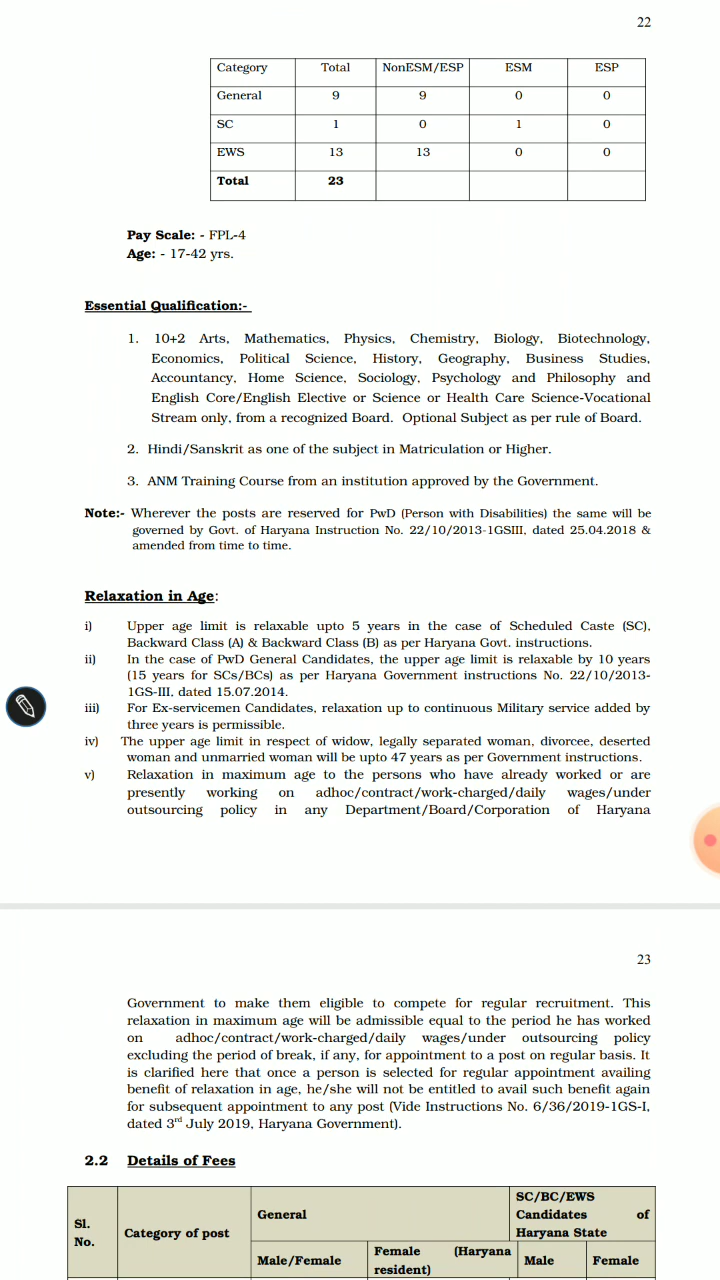 22
Category Total NonESM/ESP ESM ESP
General 9 9 0 0
SC 1 0 1 0
EWS 13 13 0 0
Total 23
Pay Scale: - FPL-4
Age: - 17-42 yrs.
Essential Qualification:-
1. 10+2 Arts, Mathematics, Physics, Chemistry, Biology, Biotechnology,
Economics, Political Science, History, Geography, Business Studies,
Accountancy, Home Science, Sociology, Psychology and Philosophy and
English Core/English Elective or Science or Health Care Science-Vocational
Stream only, from a recognized Board. Optional Subject as per rule of Board.
2. Hindi/Sanskrit as one of the subject in Matriculation or Higher.
3. ANM Training Course from an institution approved by the Government.
Note:- Wherever the posts are reserved for PwD (Person with Disabilities) the same will be
governed by Govt. of Haryana Instruction No. 22/10/2013-1GSIII, dated 25.04.2018 &
amended from time to time.
Relaxation in Age:
i) Upper age limit is relaxable upto 5 years in the case of Scheduled Caste (SC),
Backward Class (A) & Backward Class (B) as per Haryana Govt. instructions.
ii) In the case of PwD General Candidates, the upper age limit is relaxable by 10 years
(15 years for SCs/BCs) as per Haryana Government instructions No. 22/10/2013-
1GS-III, dated 15.07.2014.
iii) For Ex-servicemen Candidates, relaxation up to continuous Military service added by
three years is permissible.
iv) The upper age limit in respect of widow, legally separated woman, divorcee, deserted
woman and unmarried woman will be upto 47 years as per Government instructions.
v) Relaxation in maximum age to the persons who have already worked or are
presently working on adhoc/contract/work-charged/daily wages/under
outsourcing policy in any Department/Board/Corporation of Haryana
23
Government to make them eligible to compete for regular recruitment. This
relaxation in maximum age will be admissible equal to the period he has worked
on adhoc/contract/work-charged/daily wages/under outsourcing policy
excluding the period of break, if any, for appointment to a post on regular basis. It
is clarified here that once a person is selected for regular appointment availing
benefit of relaxation in age, he/she will not be entitled to avail such benefit again
for subsequent appointment to any post (Vide Instructions No. 6/36/2019-1GS-I,
dated 3rd July 2019, Haryana Government).
2.2 Details of Fees
Sl. No. Category of post General SC/BC/EWS Candidates of Haryana State
Male/Female Female (Haryana resident) Male Female